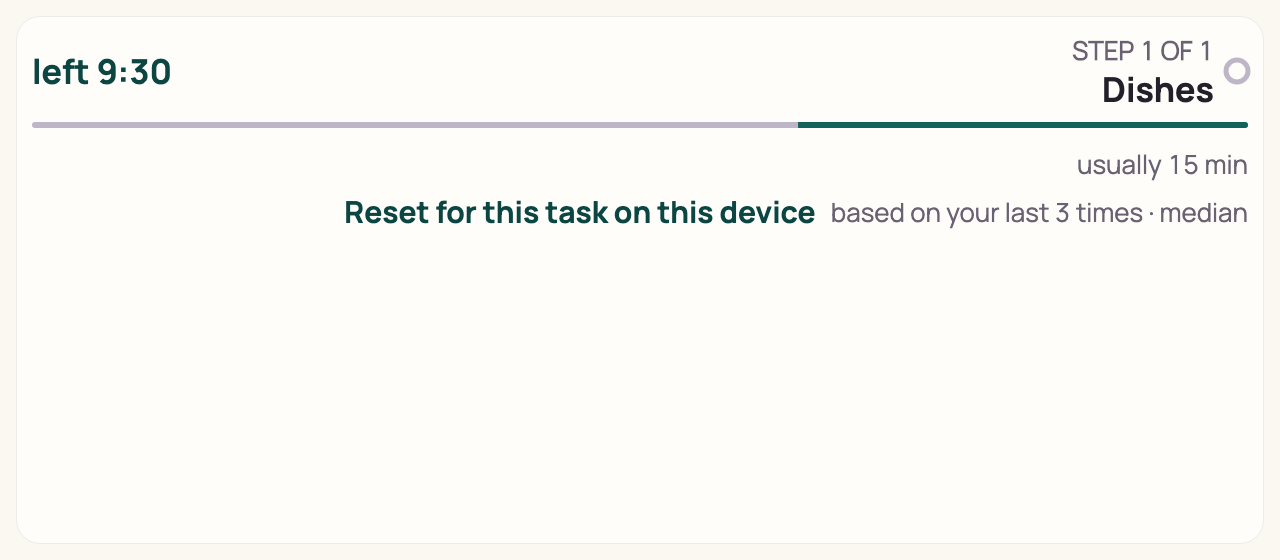 left 9:30
STEP 1 OF 1
Dishes
usually 15 min
Reset for this task on this device based on your last 3 times · median